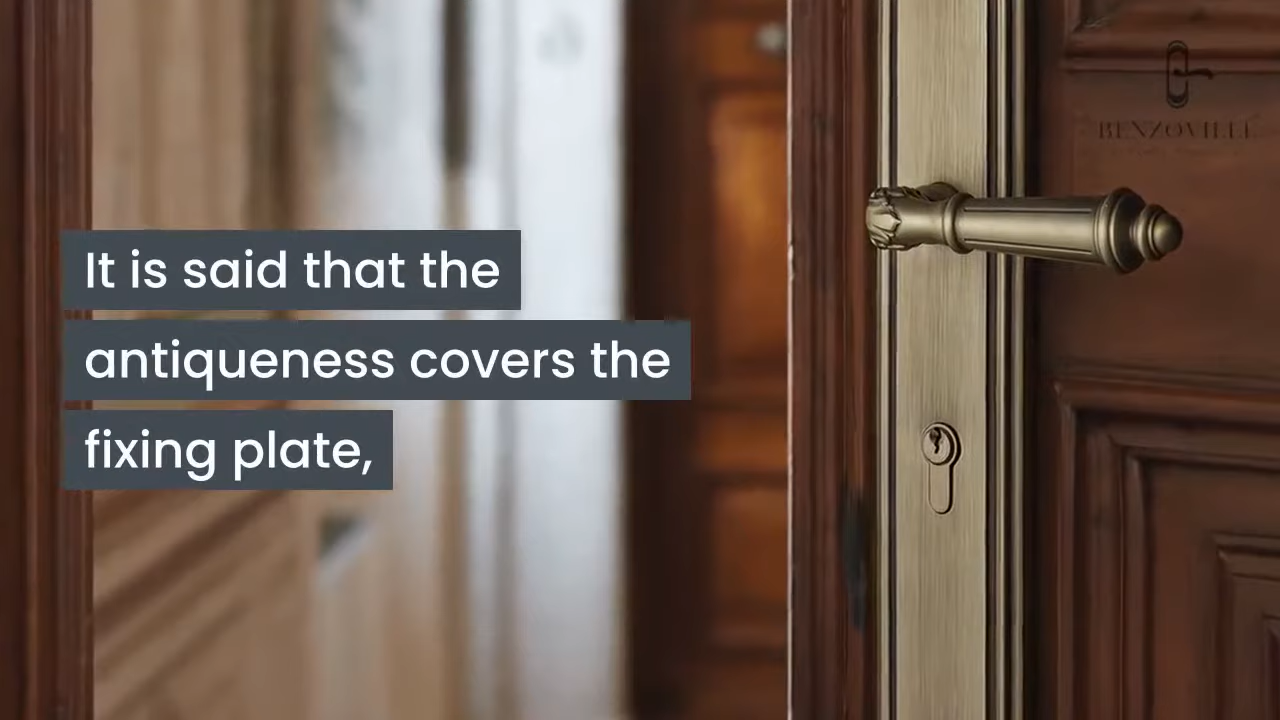 BENZOVILLE
It is said that the
antiqueness covers the
fixing plate,